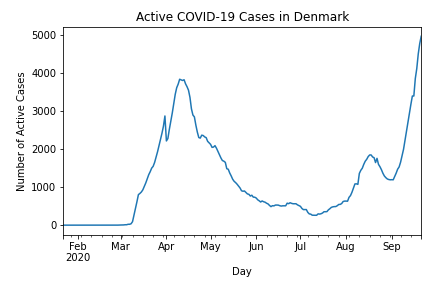 Active COVID-19 Cases in Denmark
Number of Active Cases
5000
4000
3000
2000
1000
0
Feb Mar Apr May Jun Jul Aug Sep
2020
Day